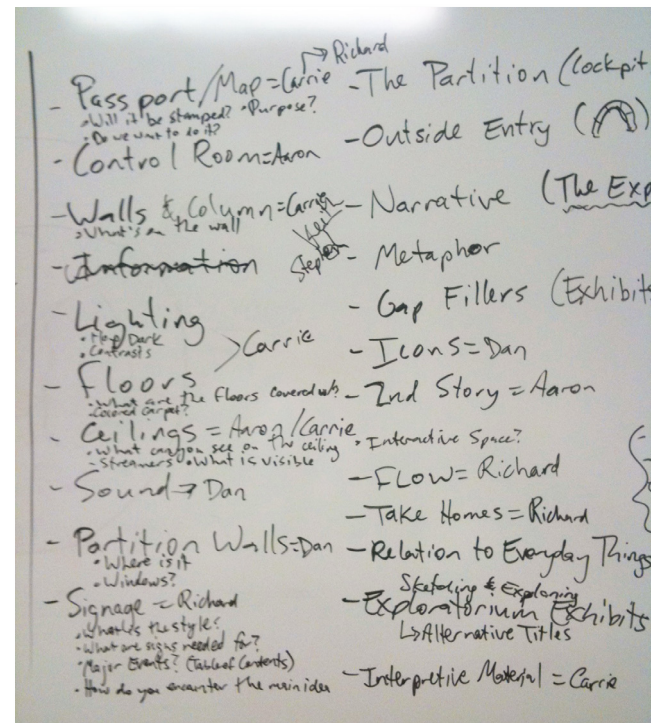 - Passport/Map = Carrie → Richard
• Will it be stamped? • Purpose?
• Do we want to do it?
- Control Room = Aaron
- Walls & Column = Carrie
• What's on the wall
- Information
- Lighting
• Dark
• Contrasts
> Carrie
- Floors
• What are the floors covered
• Colored Carpet?
- Ceilings = Aaron/Carrie
• What can you see on the ceiling
• Streamers • What is visible
- Sound → Dan
- Partition Walls = Dan
• Where is it
• Windows?
- Signage = Richard
• What is the style?
• What are signs needed for?
• Major Events? (Table of Contents)
• How do you encounter the main idea
- The Partition (Cockpit
- Outside Entry (
- Narrative (The Exp
- Metaphor
- Gap Fillers (Exhibits
- Icons = Dan
- 2nd Story = Aaron
• Interactive Space?
- FLOW = Richard
- Take Homes = Richard
- Relation to Everyday Things
Sketching & Exploring
- Exploratorium Exhibits
↳ Alternative Titles
- Interpretive Material = Carrie